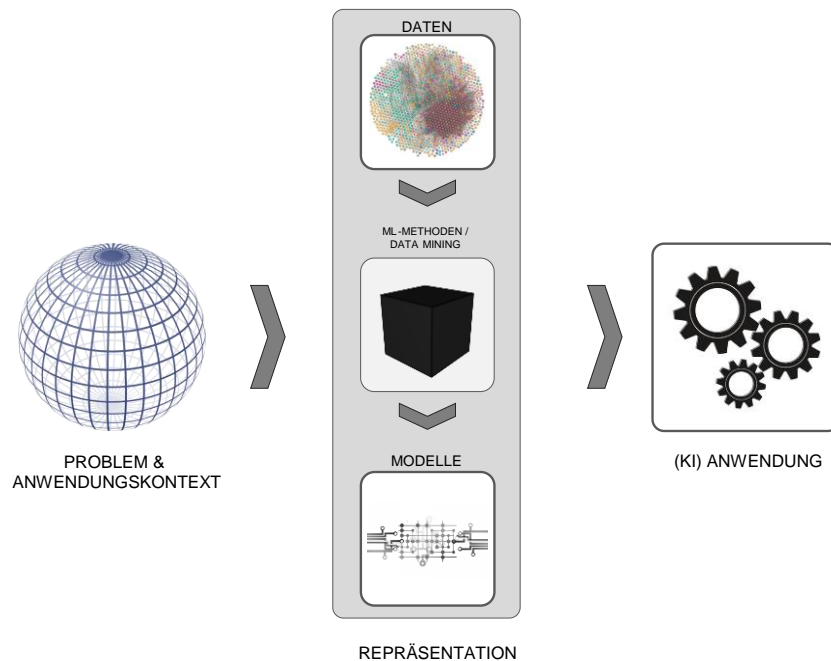 DATEN
ML-METHODEN /
DATA MINING
PROBLEM &
ANWENDUNGSKONTEXT
MODELLE
(KI) ANWENDUNG
REPRÄSENTATION